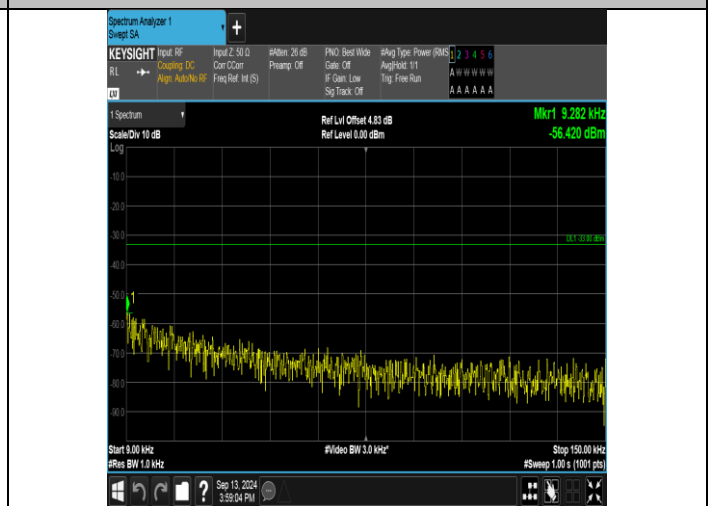 Spectrum Analyzer 1
Swept SA
+
KEYSIGHT Input: RF Input Z: 50 Ω #Atten: 26 dB PNO: Best Wide #Avg Type: Power (RMS 1 2 3 4 5 6
RL Coupling: DC Corr CCorr Preamp: Off Gate: Off Avg|Hold: 1/1 A W W W W W
Align: Auto/No RF Freq Ref: Int (S) IF Gain: Low Trig: Free Run
Sig Track: Off A A A A A A
1 Spectrum Ref Lvl Offset 4.83 dB Mkr1 9.282 kHz
Scale/Div 10 dB Ref Level 0.00 dBm -56.420 dBm
Log
-10.0
-20.0
-30.0
DL1 -33.00 dBm
-40.0
-50.0
1
-60.0
-70.0
-80.0
-90.0
Start 9.00 kHz #Video BW 3.0 kHz* Stop 150.00 kHz
#Res BW 1.0 kHz #Sweep 1.00 s (1001 pts)
? Sep 13, 2024
3:59:04 PM